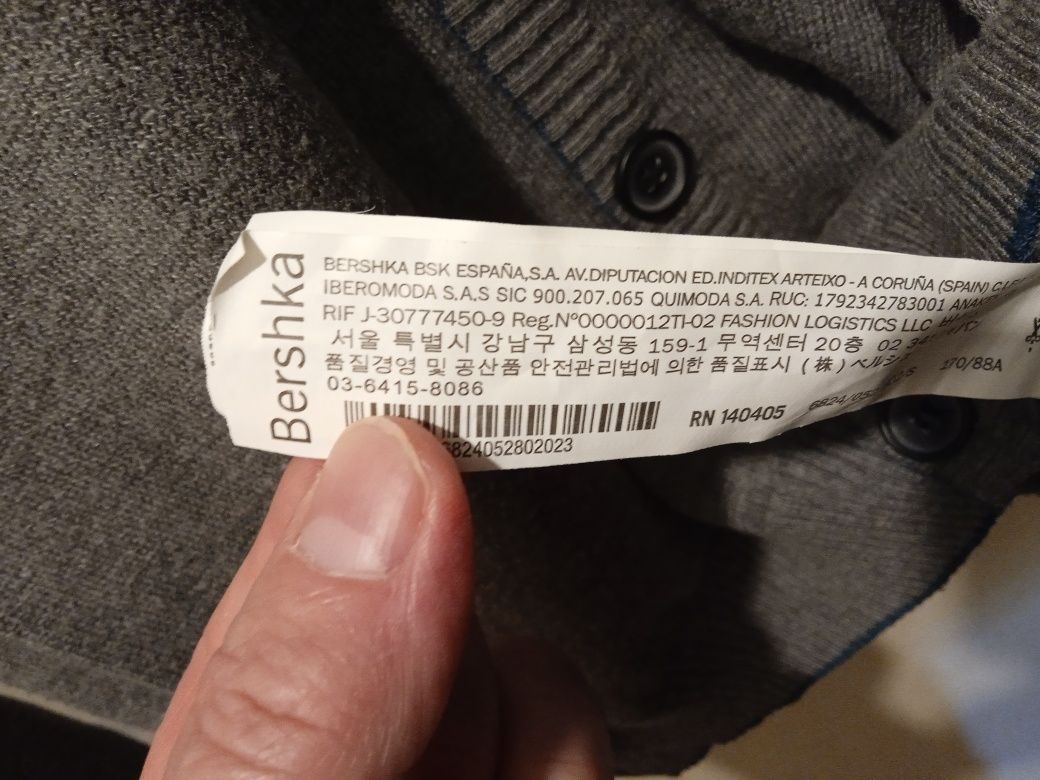 Bershka
BERSHKA BSK ESPAÑA,S.A. AV.DIPUTACION ED.INDITEX ARTEIXO - A CORUÑA (SPAIN)
IBEROMODA S.A.S SIC 900.207.065 QUIMODA S.A. RUC: 1792342783001
RIF J-30777450-9 Reg.Nº0000012TI-02 FASHION LOGISTICS LLC
서울 특별시 강남구 삼성동 159-1 무역센터 20층 02
품질경영 및 공산품 안전관리법에 의한 품질표시 (株)
03-6415-8086
170/88A
RN 140405
6824052802023